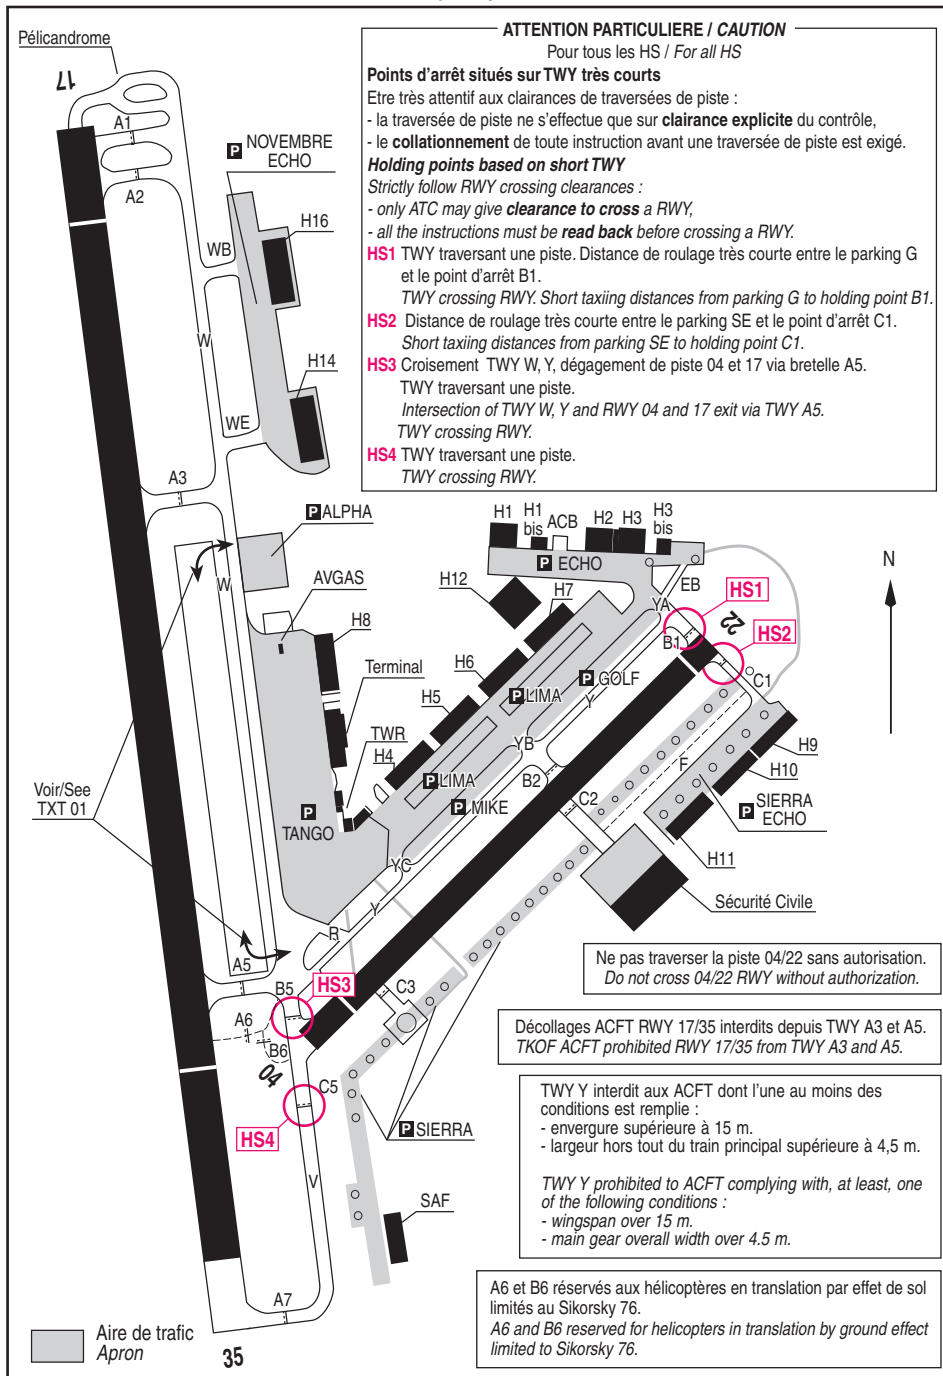 ATTENTION PARTICULIERE / CAUTION
Pour tous les HS / For all HS
Points d'arrêt situés sur TWY très courts
Etre très attentif aux clairances de traversées de piste :
- la traversée de piste ne s'effectue que sur clairance explicite du contrôle,
- le collationnement de toute instruction avant une traversée de piste est exigé.
Holding points based on short TWY
Strictly follow RWY crossing clearances :
- only ATC may give clearance to cross a RWY,
- all the instructions must be read back before crossing a RWY.
HS1 TWY traversant une piste. Distance de roulage très courte entre le parking G
et le point d'arrêt B1.
TWY crossing RWY. Short taxiing distances from parking G to holding point B1.
HS2 Distance de roulage très courte entre le parking SE et le point d'arrêt C1.
Short taxiing distances from parking SE to holding point C1.
HS3 Croisement TWY W, Y, dégagement de piste 04 et 17 via bretelle A5.
TWY traversant une piste.
Intersection of TWY W, Y and RWY 04 and 17 exit via TWY A5.
TWY crossing RWY.
HS4 TWY traversant une piste.
TWY crossing RWY.
Pélicandrome
17
A1
P NOVEMBRE
ECHO
A2
H16
WB
W
H14
WE
A3
P ALPHA
AVGAS
W
H8
Terminal
TWR
H4
H5
H6
H7
H12
H1
H1
bis
ACB
H2
H3
H3
bis
P ECHO
EB
YA
HS1
22
HS2
B1
C1
P GOLF
P LIMA
Y
YB
B2
P LIMA
P MIKE
C2
F
H9
H10
P SIERRA
ECHO
H11
Sécurité Civile
N
Voir/See
TXT 01
P
TANGO
YC
Y
R
A5
B5
HS3
C3
A6
B6
04
C5
HS4
P SIERRA
V
SAF
A7
35
Aire de trafic
Apron
Ne pas traverser la piste 04/22 sans autorisation.
Do not cross 04/22 RWY without authorization.
Décollages ACFT RWY 17/35 interdits depuis TWY A3 et A5.
TKOF ACFT prohibited RWY 17/35 from TWY A3 and A5.
TWY Y interdit aux ACFT dont l'une au moins des
conditions est remplie :
- envergure supérieure à 15 m.
- largeur hors tout du train principal supérieure à 4,5 m.
TWY Y prohibited to ACFT complying with, at least, one
of the following conditions :
- wingspan over 15 m.
- main gear overall width over 4.5 m.
A6 et B6 réservés aux hélicoptères en translation par effet de sol
limités au Sikorsky 76.
A6 and B6 reserved for helicopters in translation by ground effect
limited to Sikorsky 76.